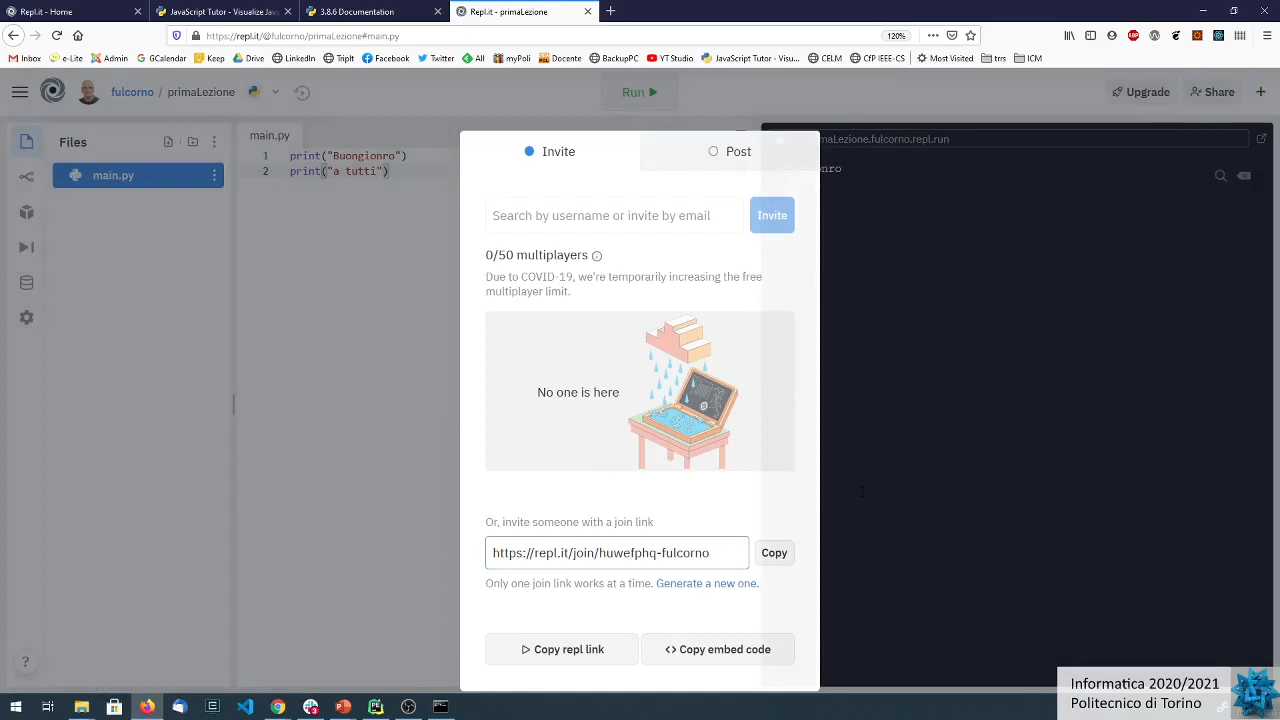 Repl.it - Home
JavaScript Tutor - Visualize Java
3.8.6 Documentation
Repl.it - primaLezione
https://repl.it/@fulcorno/primaLezione#main.py
120%
Inbox
e-Lite
Admin
GCalendar
Keep
Drive
LinkedIn
TripIt
Facebook
Twitter
All
myPoli
Docente
BackupPC
YT Studio
JavaScript Tutor - Visu...
CELM
CfP IEEE-CS
Most Visited
trrs
ICM
fulcorno / primaLezione
Run
Upgrade
Share
Files
main.py
main.py
1 print("Buongionro")
2 print("a tutti")
maLezione.fulcorno.repl.run
nro
Invite
Post
Search by username or invite by email
Invite
0/50 multiplayers
Due to COVID-19, we're temporarily increasing the free
multiplayer limit.
No one is here
Or, invite someone with a join link
https://repl.it/join/huwefphq-fulcorno
Copy
Only one join link works at a time. Generate a new one.
Copy repl link
<> Copy embed code
?
Informatica 2020/2021
Politecnico di Torino